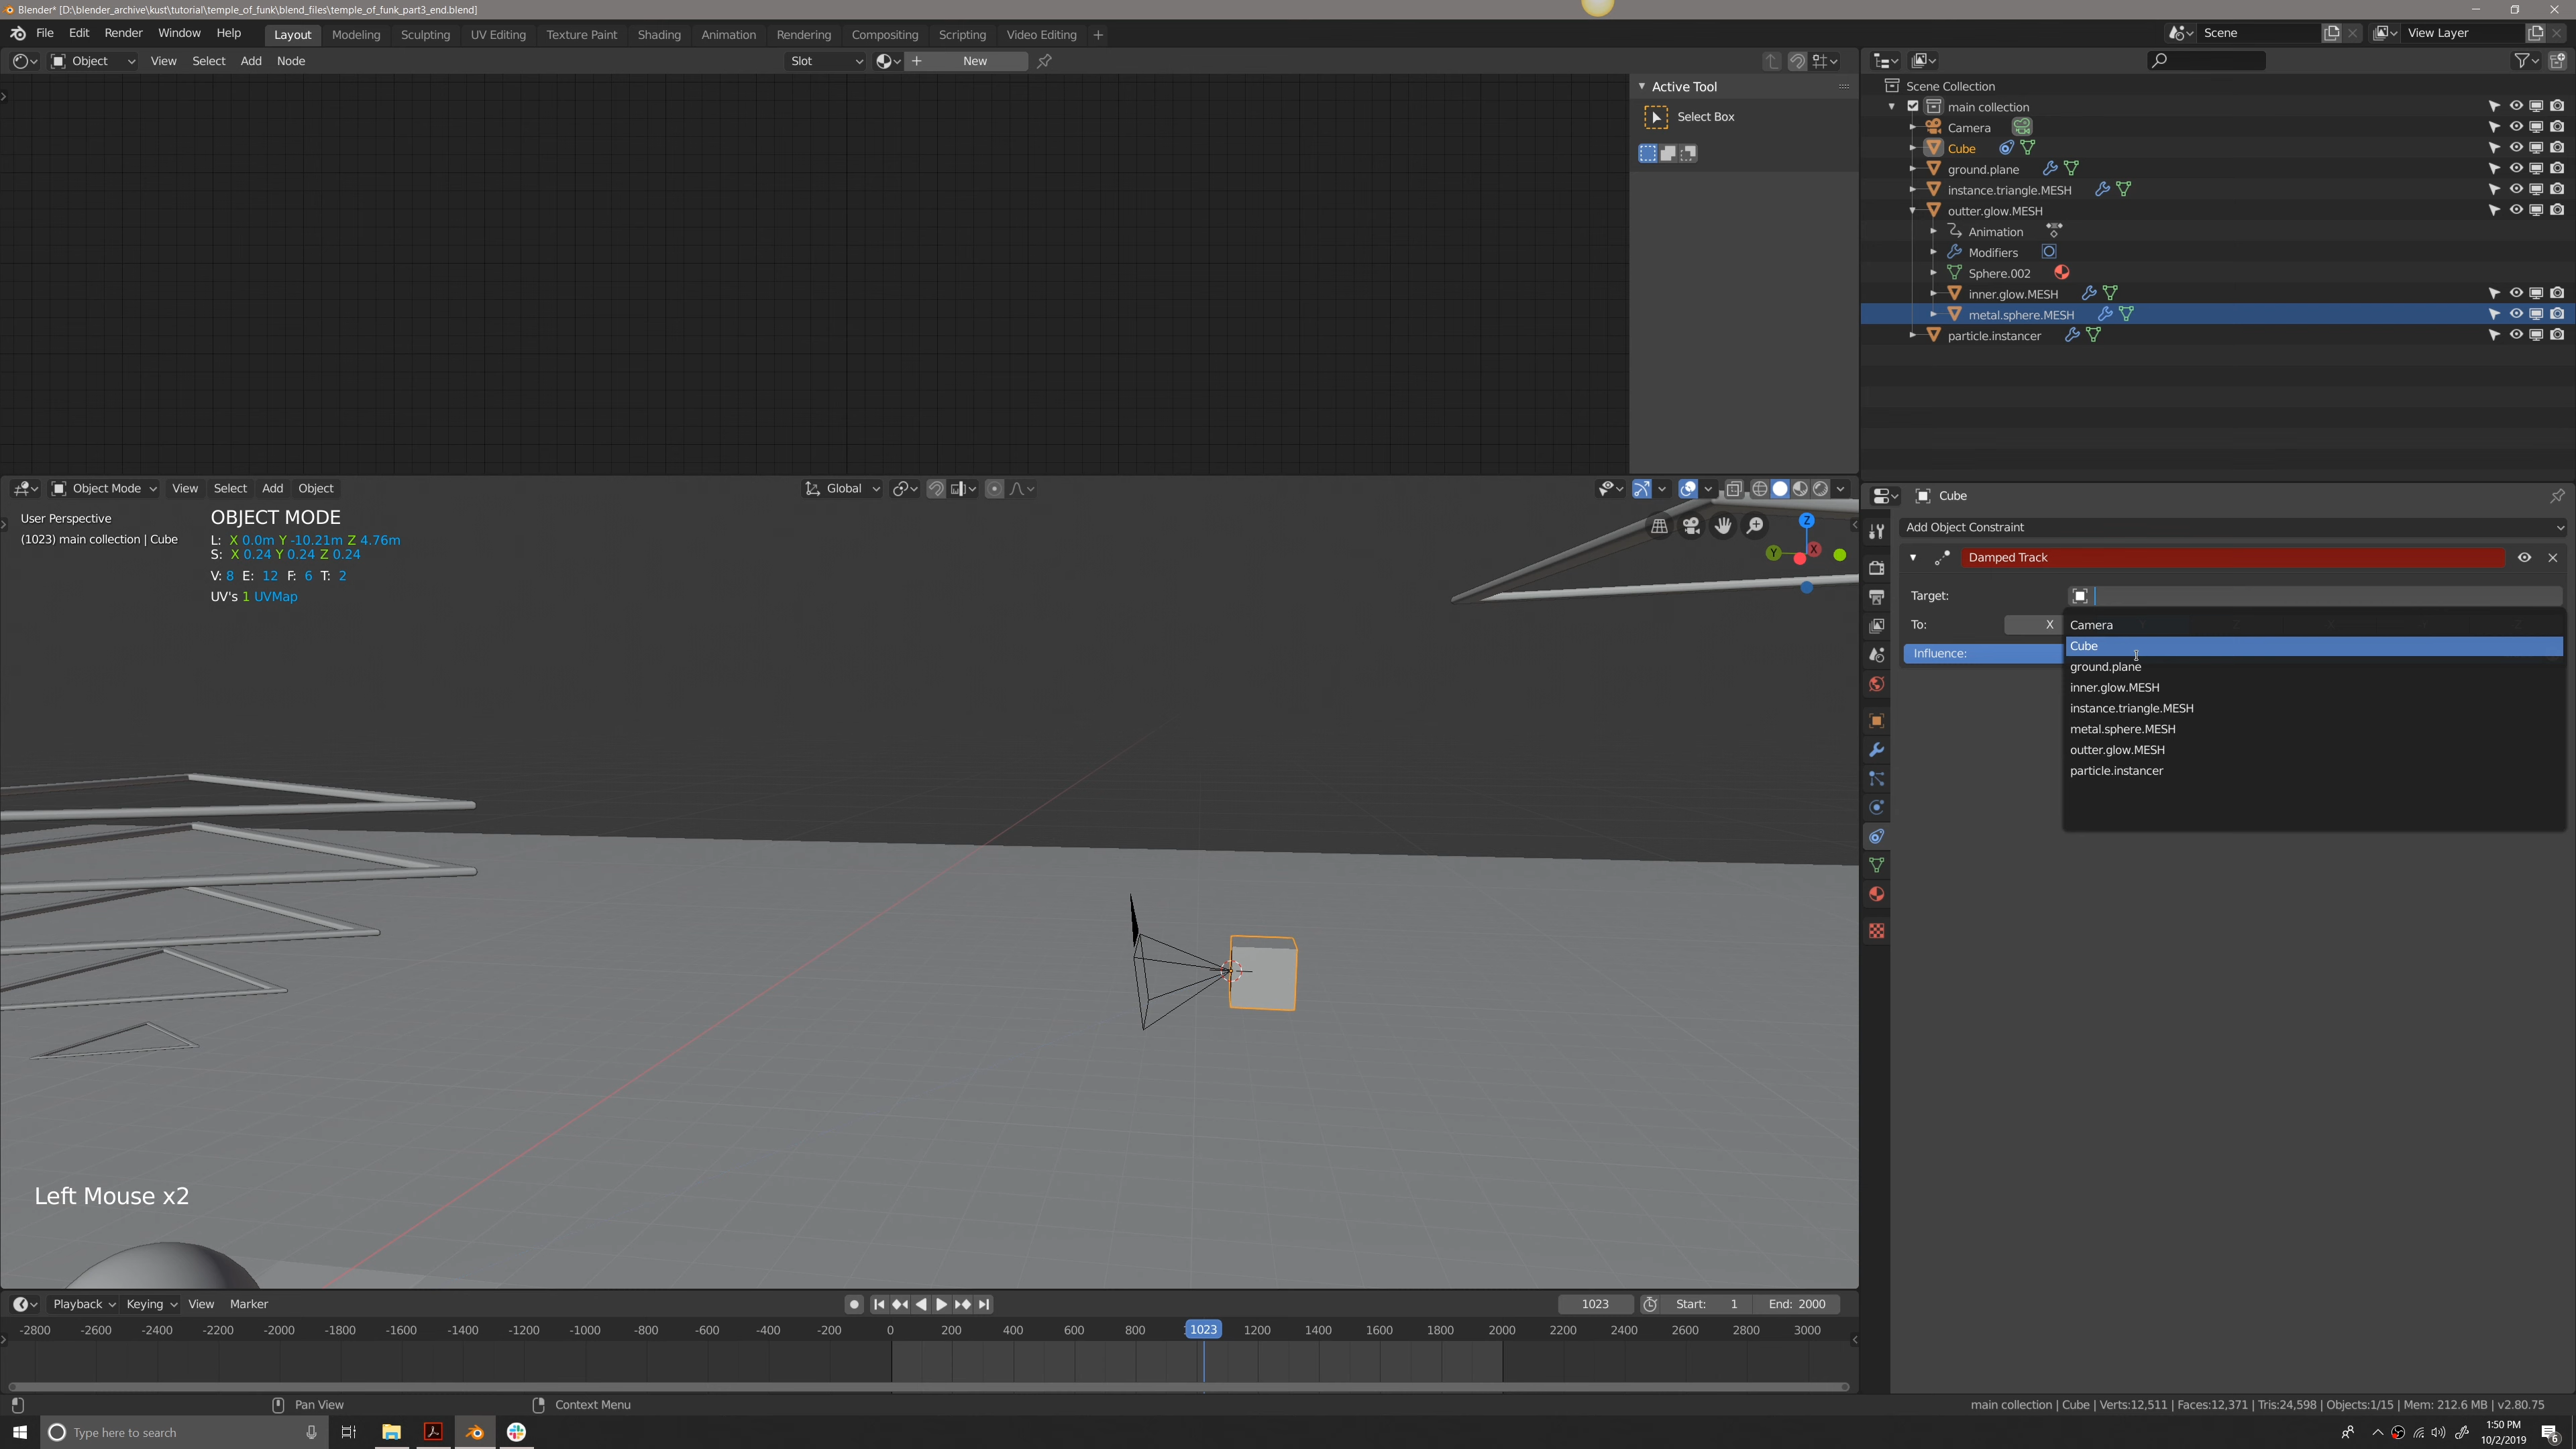 Blender* [D:\blender_archive\kust\tutorial\temple_of_funk\blend_files\temple_of_funk_part3_end.blend]
File Edit Render Window Help Layout Modeling Sculpting UV Editing Texture Paint Shading Animation Rendering Compositing Scripting Video Editing + Scene View Layer
Object View Select Add Node Slot New
Active Tool
Select Box
Scene Collection
main collection
Camera
Cube
ground.plane
instance.triangle.MESH
outter.glow.MESH
Animation
Modifiers
Sphere.002
inner.glow.MESH
metal.sphere.MESH
particle.instancer
Object Mode View Select Add Object Global
User Perspective
(1023) main collection | Cube
OBJECT MODE
L: X 0.0m Y -10.21m Z 4.76m
S: X 0.24 Y 0.24 Z 0.24
V: 8 E: 12 F: 6 T: 2
UV's 1 UVMap
Z
Y
X
Left Mouse x2
Cube
Add Object Constraint
Damped Track
Target:
To: X
Influence:
Camera
Cube
ground.plane
inner.glow.MESH
instance.triangle.MESH
metal.sphere.MESH
outter.glow.MESH
particle.instancer
Playback Keying View Marker 1023 Start: 1 End: 2000
-2800 -2600 -2400 -2200 -2000 -1800 -1600 -1400 -1200 -1000 -800 -600 -400 -200 0 200 400 600 800 1023 1200 1400 1600 1800 2000 2200 2400 2600 2800 3000
Pan View Context Menu
main collection | Cube | Verts:12,511 | Faces:12,371 | Tris:24,598 | Objects:1/15 | Mem: 212.6 MB | v2.80.75
Type here to search
1:50 PM
10/2/2019
6